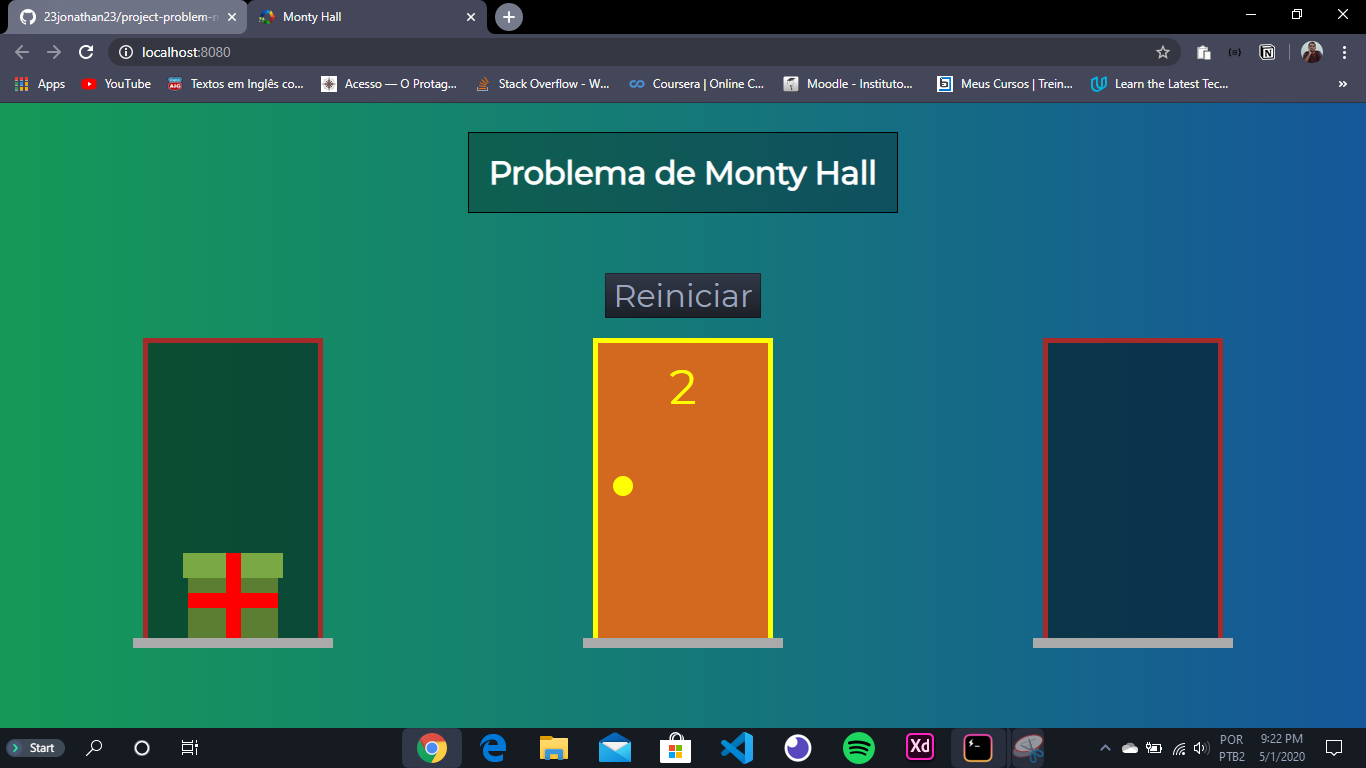 23jonathan23/project-problem-m
Monty Hall
localhost:8080
Apps
YouTube
Textos em Inglês co...
Acesso — O Protag...
Stack Overflow - W...
Coursera | Online C...
Moodle - Instituto...
Meus Cursos | Trein...
Learn the Latest Tec...
»
Problema de Monty Hall
Reiniciar
2
Start
Xd
POR
PTB2
9:22 PM
5/1/2020